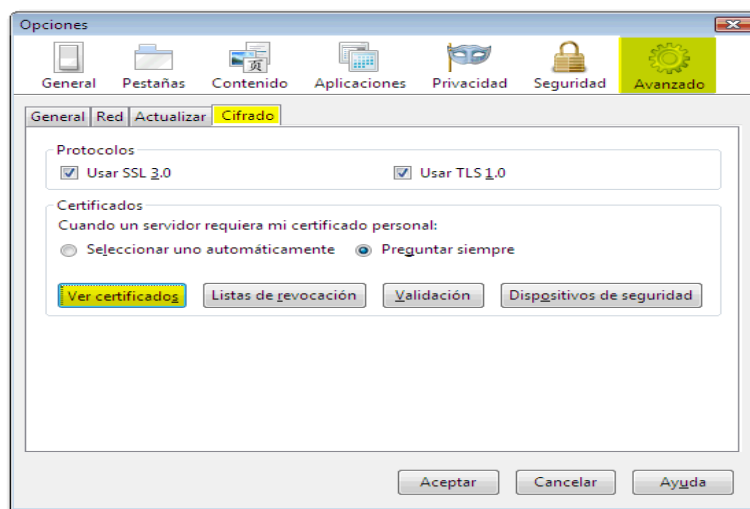 Opciones
General Pestañas Contenido Aplicaciones Privacidad Seguridad Avanzado
General Red Actualizar Cifrado
Protocolos
Usar SSL 3.0 Usar TLS 1.0
Certificados
Cuando un servidor requiera mi certificado personal:
Seleccionar uno automáticamente Preguntar siempre
Ver certificados Listas de revocación Validación Dispositivos de seguridad
Aceptar Cancelar Ayuda